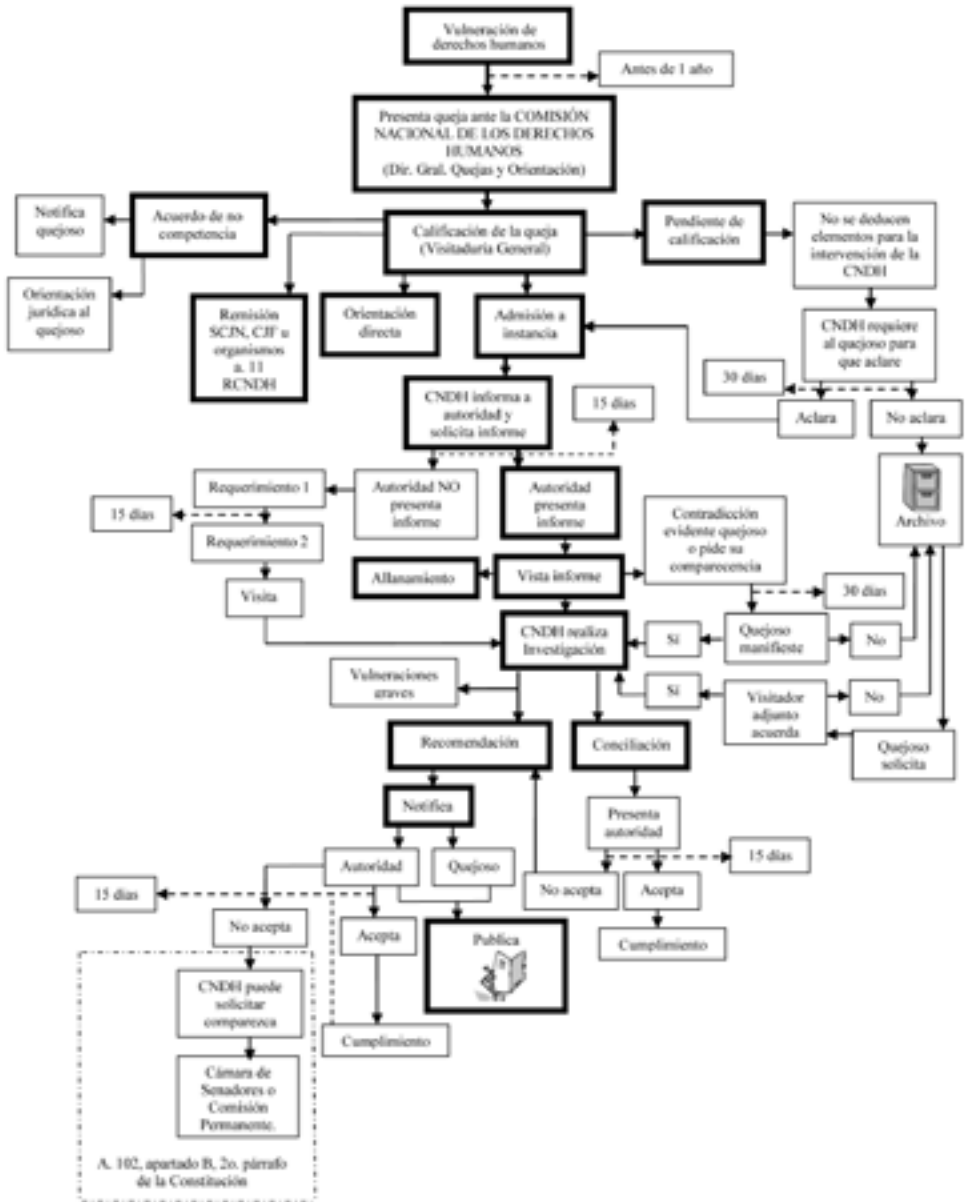 Vulneración de
derechos humanos
Antes de 1 año
Presenta queja ante la COMISIÓN
NACIONAL DE LOS DERECHOS
HUMANOS
(Dir. Gral. Quejas y Orientación)
Notifica
quejoso
Acuerdo de no
competencia
Calificación de la queja
(Visitaduría General)
Pendiente de
calificación
No se deducen
elementos para la
intervención de la
CNDH
Orientación
jurídica al
quejoso
Remisión
SCJN, CJF u
organismos
a. 11
RCNDH
Orientación
directa
Admisión a
instancia
CNDH requiere
al quejoso para
que aclare
30 días
Aclara
No aclara
CNDH informa a
autoridad y
solicita informe
15 días
Archivo
Requerimiento 1
Autoridad NO
presenta
informe
Autoridad
presenta
informe
15 días
Requerimiento 2
Contradicción
evidente quejoso
o pide su
comparecencia
Allanamiento
Vista informe
Visita
30 días
CNDH realiza
Investigación
Sí
Quejoso
manifieste
No
Vulneraciones
graves
Sí
Visitador
adjunto
acuerda
No
Recomendación
Conciliación
Quejoso
solicita
Notifica
Presenta
autoridad
Autoridad
Quejoso
15 días
15 días
No acepta
Acepta
No acepta
Acepta
Publica
Cumplimiento
CNDH puede
solicitar
comparezca
Cumplimiento
Cámara de
Senadores o
Comisión
Permanente.
A. 102, apartado B, 2o. párrafo
de la Constitución